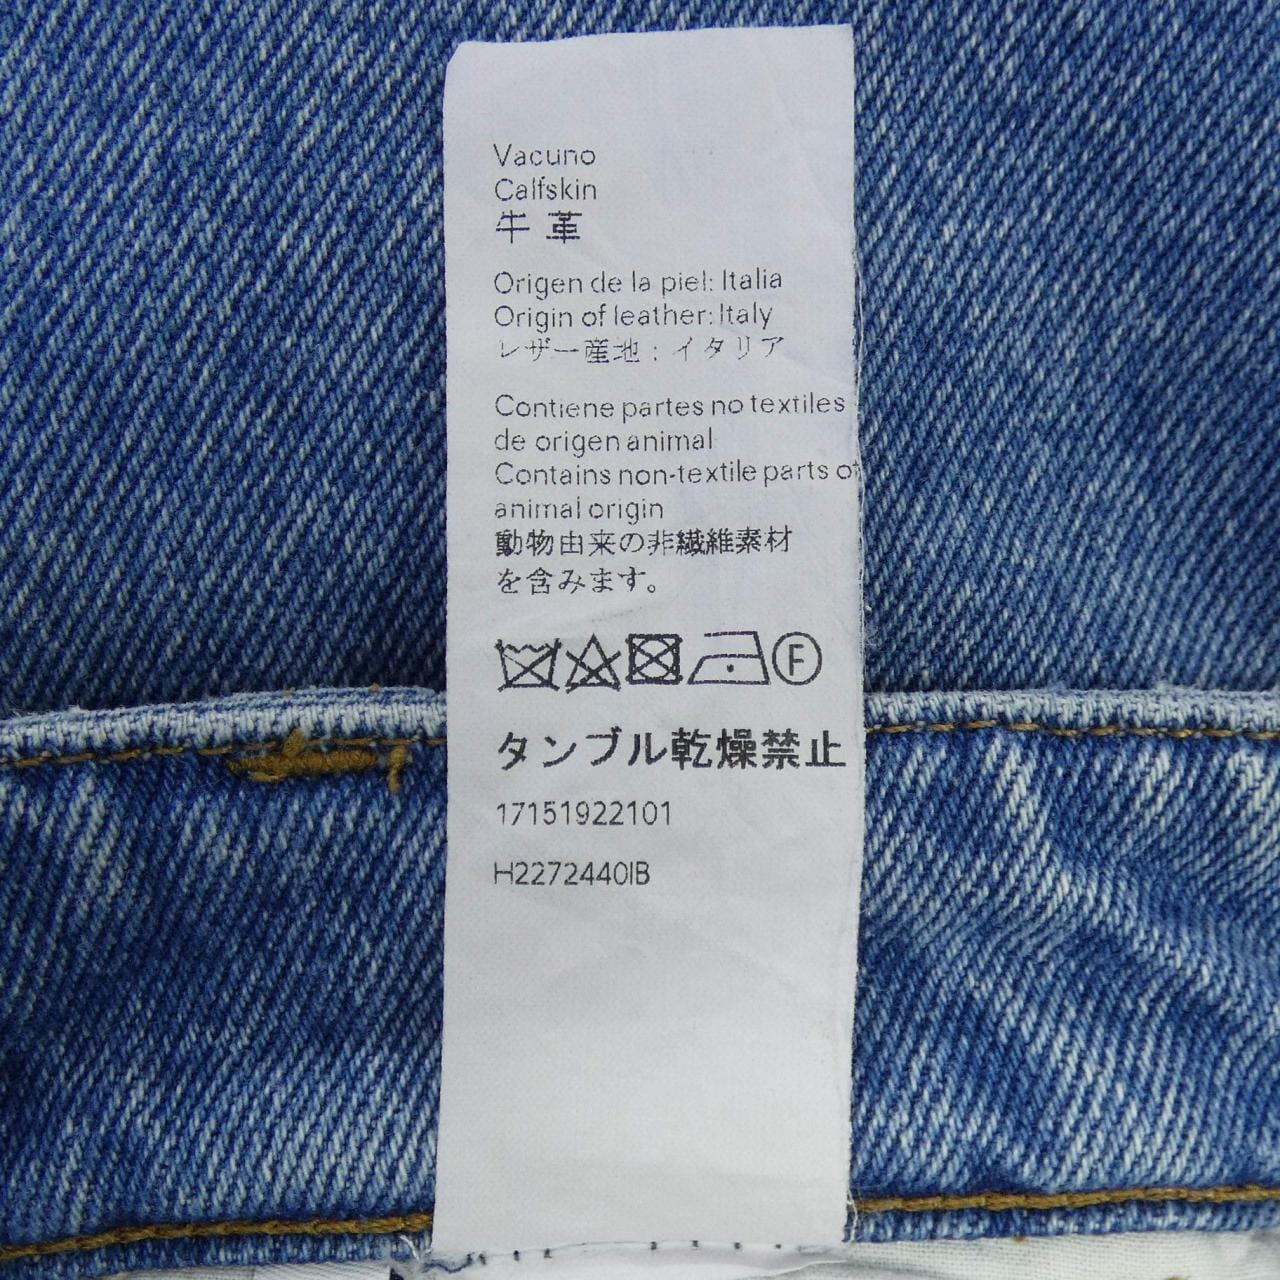 Vacuno
Calfskin
牛 革
Origen de la piel: Italia
Origin of leather: Italy
レザー産地：イタリア
Contiene partes no textiles
de origen animal
Contains non-textile parts of
animal origin
動物由来の非繊維素材
を含みます。
F
タンブル乾燥禁止
17151922101
H2272440IB